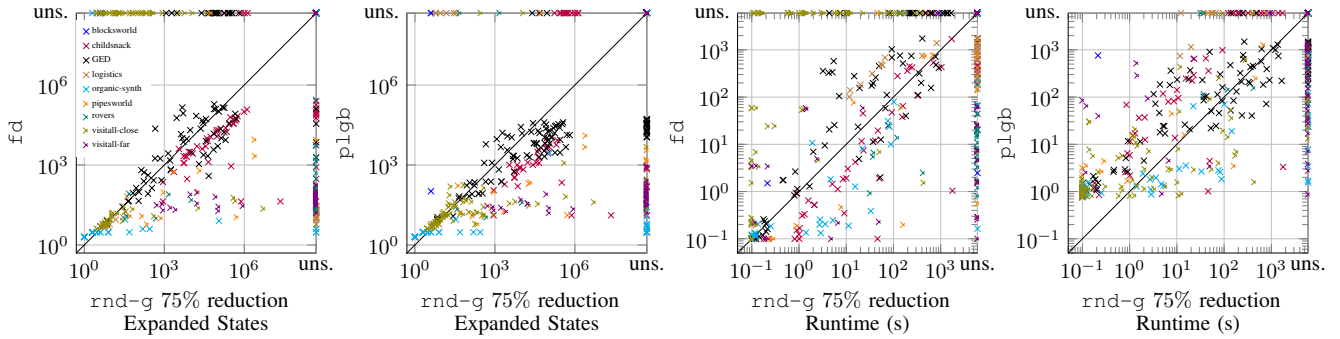 uns.
10^6
10^3
10^0
fd
blocksworld
childsnack
GED
logistics
organic-synth
pipesworld
rovers
visitall-close
visitall-far
10^0 10^3 10^6 uns.
rnd-g 75% reduction
Expanded States
uns.
10^6
10^3
10^0
plgb
10^0 10^3 10^6 uns.
rnd-g 75% reduction
Expanded States
uns.
10^3
10^2
10^1
10^0
10^−1
fd
10^−1 10^0 10^1 10^2 10^3 uns.
rnd-g 75% reduction
Runtime (s)
uns.
10^3
10^2
10^1
10^0
10^−1
plgb
10^−1 10^0 10^1 10^2 10^3 uns.
rnd-g 75% reduction
Runtime (s)